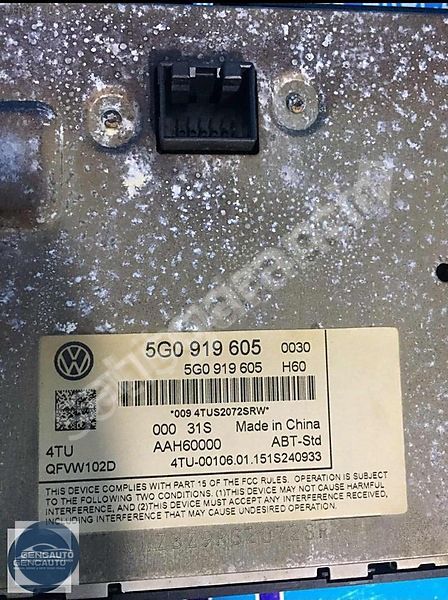 5G0 919 605 0030
5G0 919 605 H60
*009 4TUS2072SRW*
000 31S Made in China
4TU AAH60000 ABT-Std
QFVW102D 4TU-00106.01.151S240933
THIS DEVICE COMPLIES WITH PART 15 OF THE FCC RULES. OPERATION IS SUBJECT
TO THE FOLLOWING TWO CONDITIONS. (1)THIS DEVICE MAY NOT CAUSE HARMFUL
INTERFERENCE, AND (2)THIS DEVICE MUST ACCEPT ANY INTERFERENCE
RECEIVED, INCLUDING INTERFERENCE THAT MAY CAUSE UNDESIRED OPERATION.
GENSAUTO
GENCAUTO